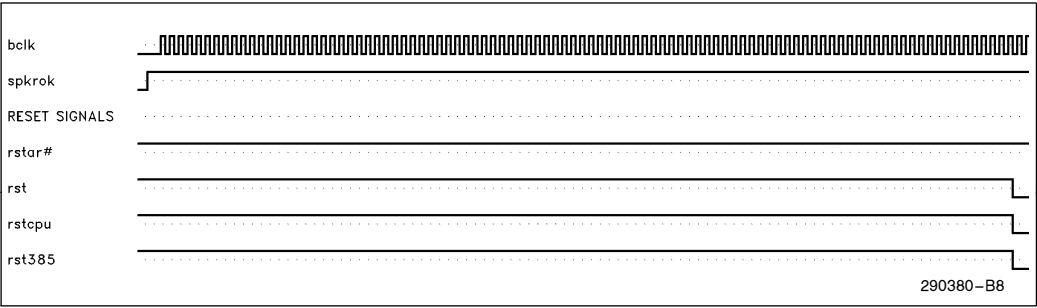 bclk
spkrok
RESET SIGNALS
rstar#
rst
rstcpu
rst385
290380–B8